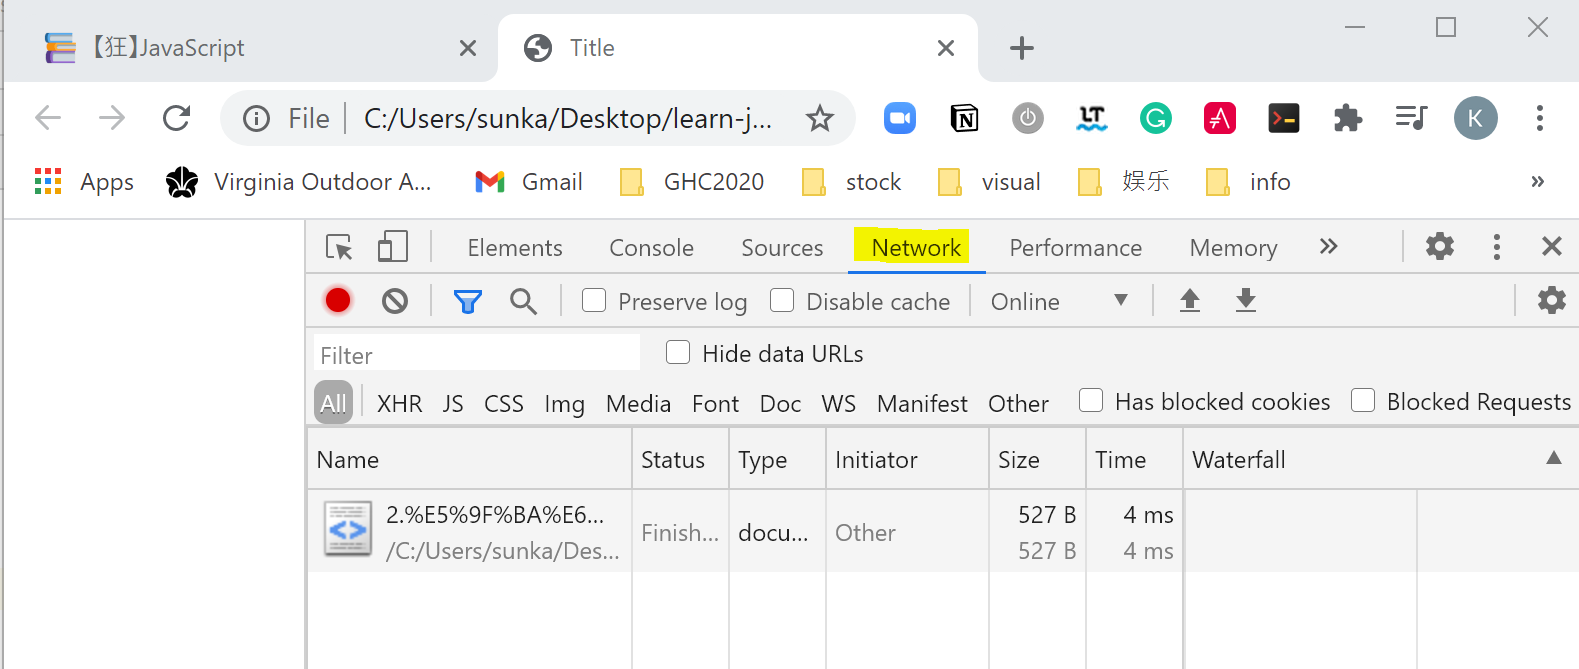 【狂】JavaScript
Title
File
C:/Users/sunka/Desktop/learn-j...
N
LT
G
K
Apps
Virginia Outdoor A...
Gmail
GHC2020
stock
visual
娱乐
info
»
Elements
Console
Sources
Network
Performance
Memory
Preserve log
Disable cache
Online
Filter
Hide data URLs
All
XHR
JS
CSS
Img
Media
Font
Doc
WS
Manifest
Other
Has blocked cookies
Blocked Requests
Name
Status
Type
Initiator
Size
Time
Waterfall
2.%E5%9F%BA%E6...
/C:/Users/sunka/Des...
Finish...
docu...
Other
527 B
527 B
4 ms
4 ms